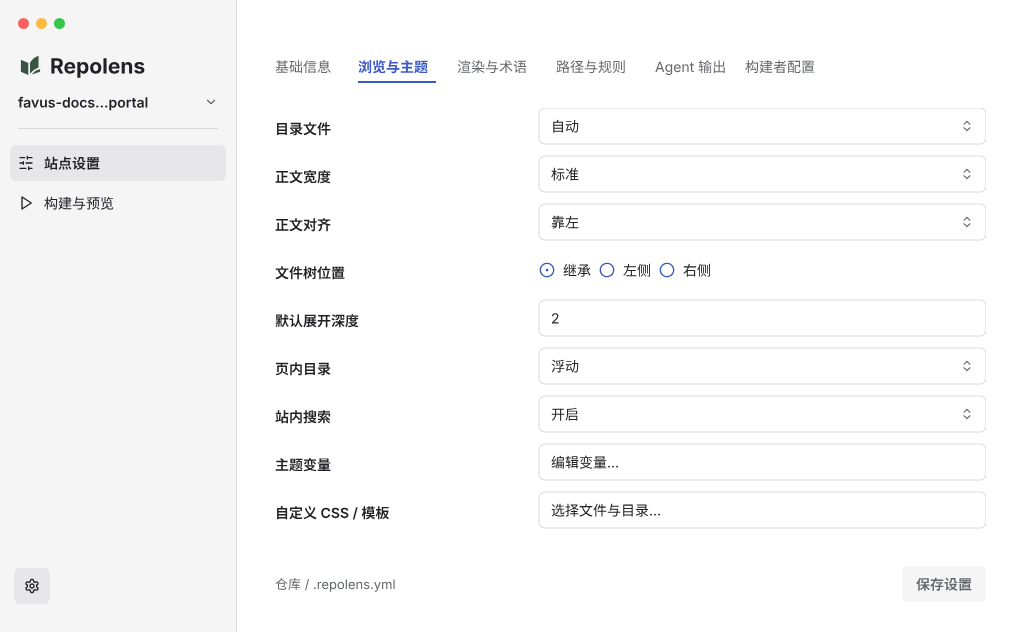 Repolens
favus-docs...portal
站点设置
构建与预览
基础信息 浏览与主题 渲染与术语 路径与规则 Agent 输出 构建者配置
目录文件 自动
正文宽度 标准
正文对齐 靠左
文件树位置 继承 左侧 右侧
默认展开深度 2
页内目录 浮动
站内搜索 开启
主题变量 编辑变量...
自定义 CSS / 模板 选择文件与目录...
仓库 / .repolens.yml 保存设置